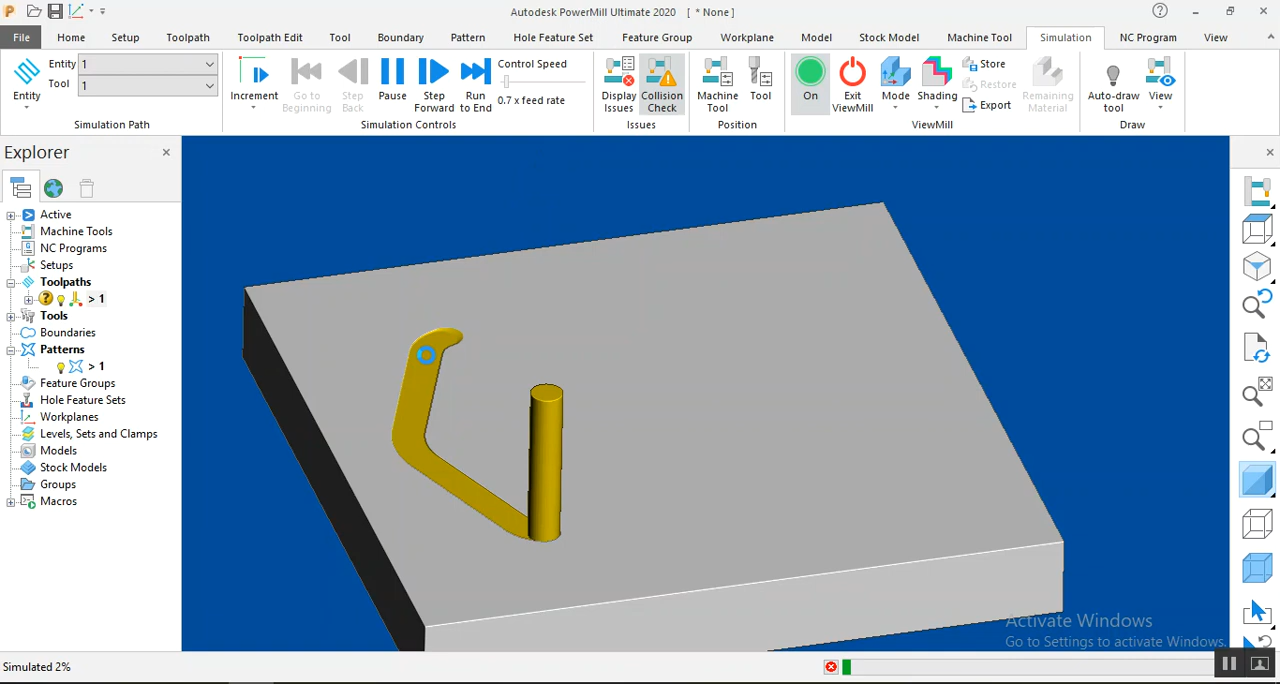 Autodesk PowerMill Ultimate 2020 [ * None ]
File Home Setup Toolpath Toolpath Edit Tool Boundary Pattern Hole Feature Set Feature Group Workplane Model Stock Model Machine Tool Simulation NC Program View
Entity 1
Tool 1
Entity
Simulation Path
Increment
Go to Beginning
Step Back
Pause
Step Forward
Run to End
Control Speed
0.7 x feed rate
Simulation Controls
Display Issues
Collision Check
Issues
Machine Tool
Tool
Position
On
Exit ViewMill
Mode
Shading
Store
Restore
Export
Remaining Material
ViewMill
Auto-draw tool
View
Draw
Explorer
Active
Machine Tools
NC Programs
Setups
Toolpaths
> 1
Tools
Boundaries
Patterns
> 1
Feature Groups
Hole Feature Sets
Workplanes
Levels, Sets and Clamps
Models
Stock Models
Groups
Macros
Activate Windows
Go to Settings to activate Windows.
Simulated 2%